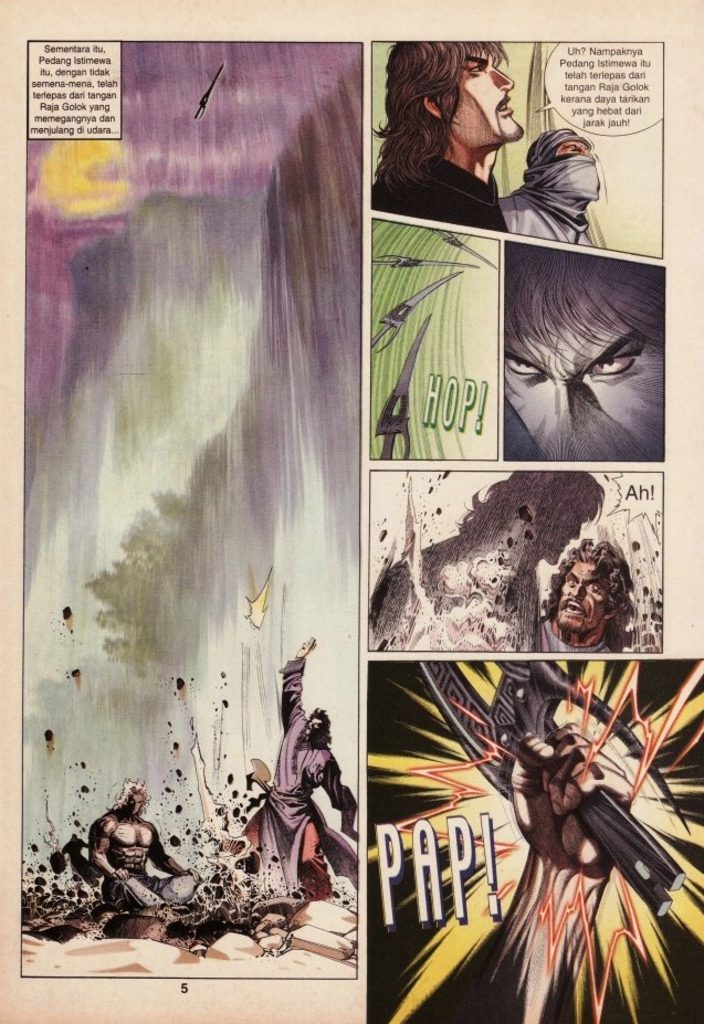 Sementara itu,
Pedang Istimewa
itu, dengan tidak
semena-mena, telah
terlepas dari tangan
Raja Golok yang
memegangnya dan
menjulang di udara...
Uh? Nampaknya
Pedang Istimewa itu
telah terlepas dari
tangan Raja Golok
kerana daya tarikan
yang hebat dari
jarak jauh!
HOP!
Ah!
PAP!
5